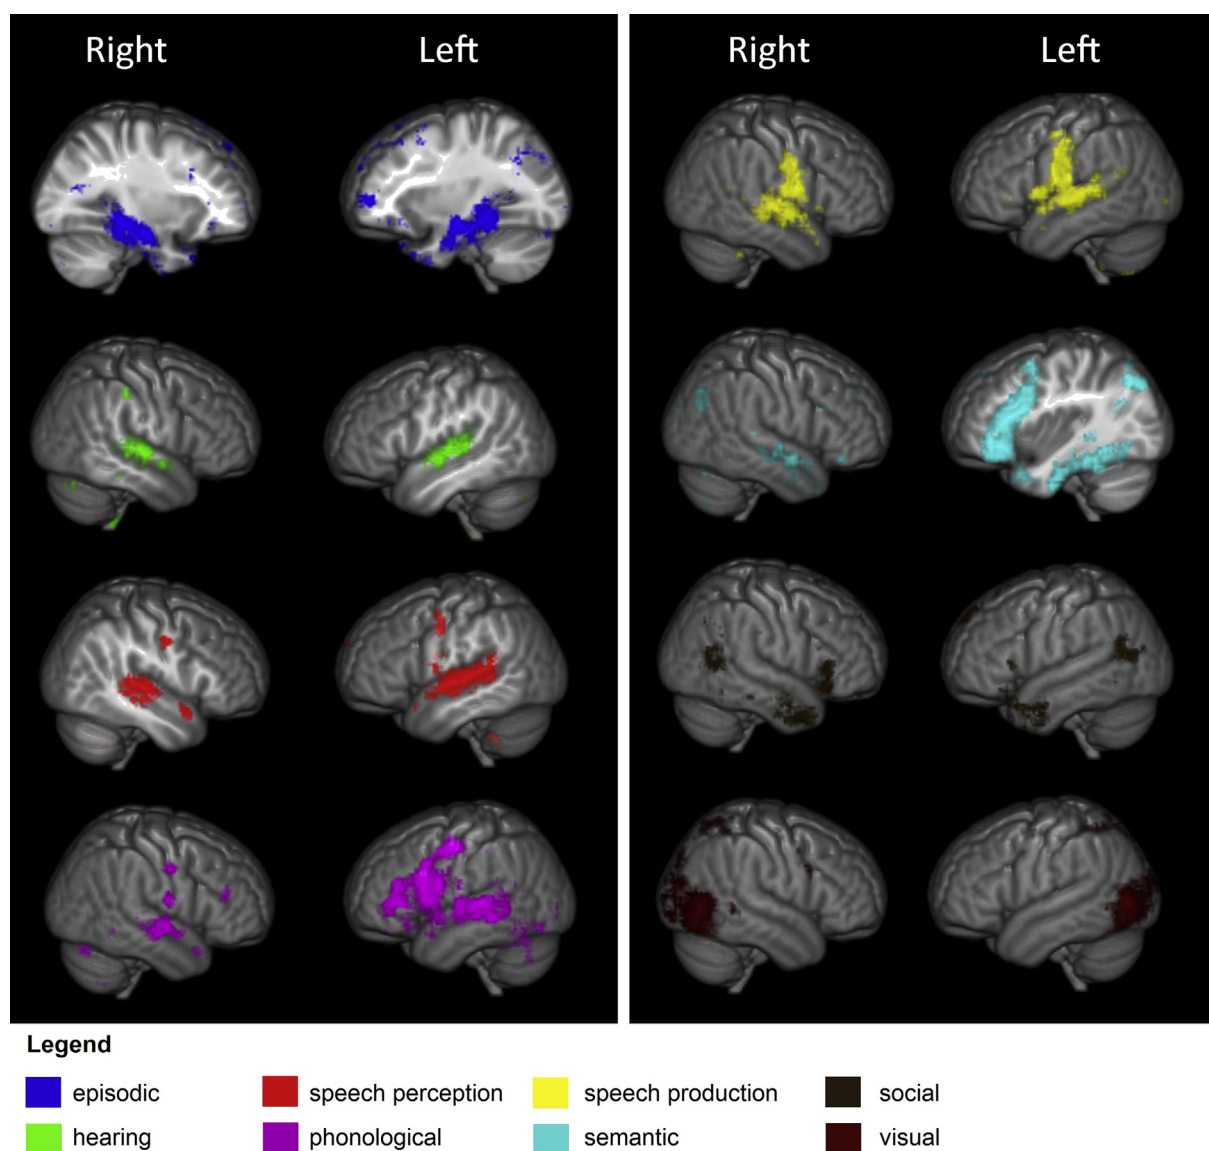 Right Left Right Left
Legend
episodic speech perception speech production social
hearing phonological semantic visual